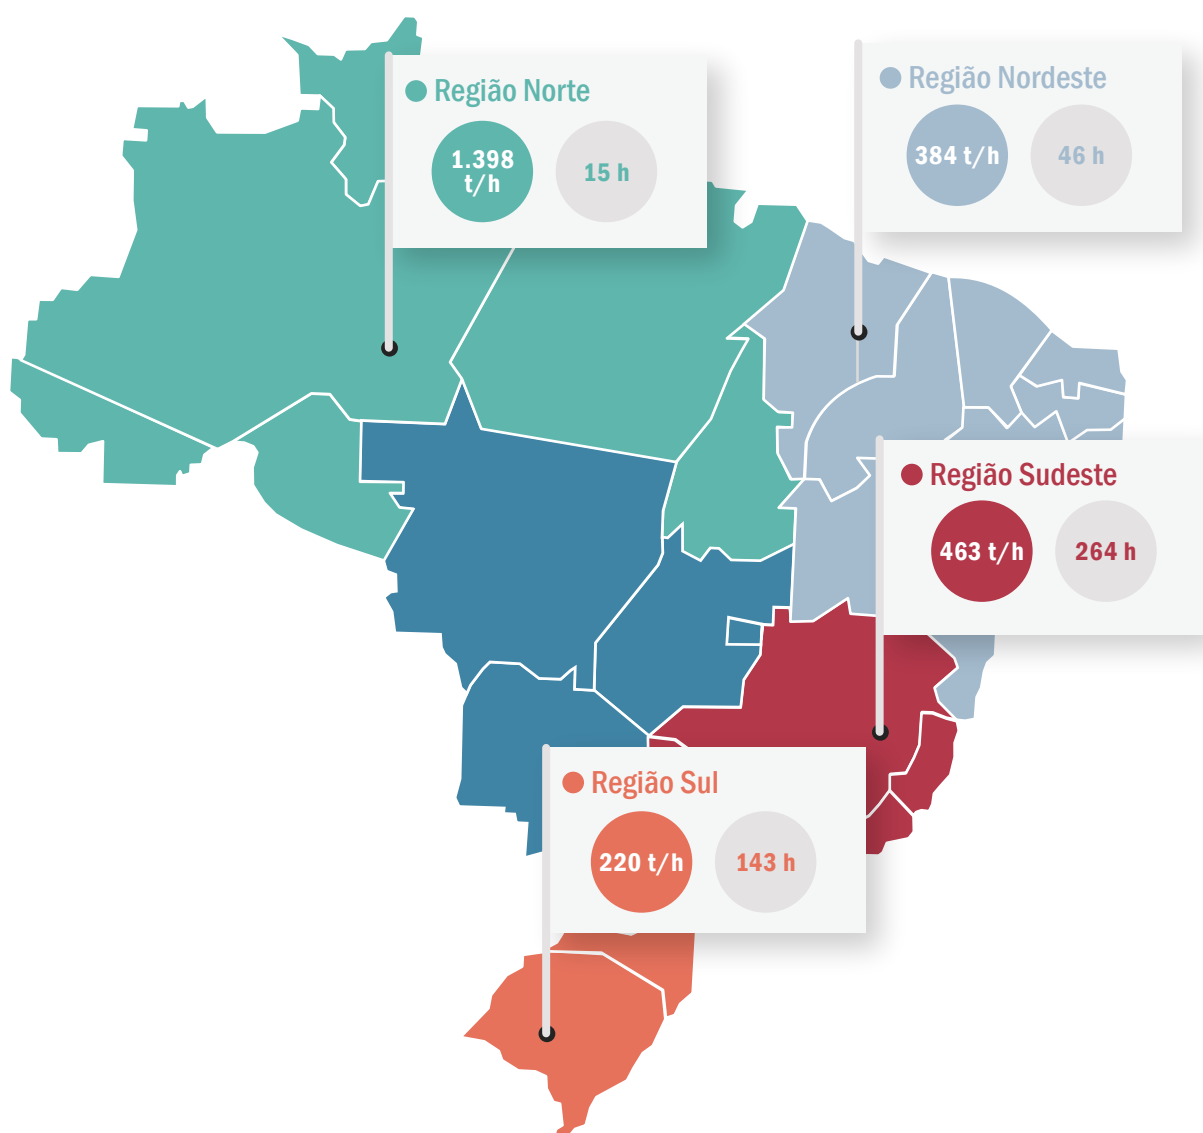 Região Norte
1.398
t/h
15 h
Região Nordeste
384 t/h
46 h
Região Sudeste
463 t/h
264 h
Região Sul
220 t/h
143 h